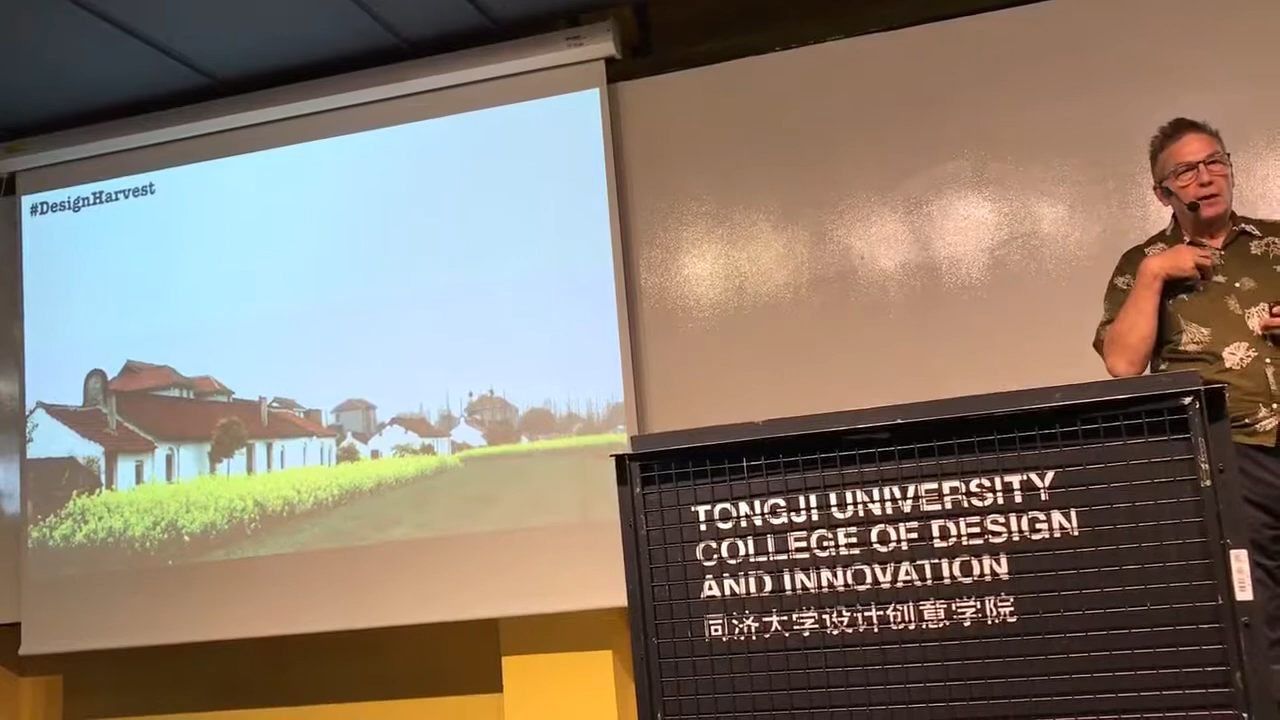 #DesignHarvest
TONGJI UNIVERSITY
COLLEGE OF DESIGN
AND INNOVATION
同济大学设计创意学院